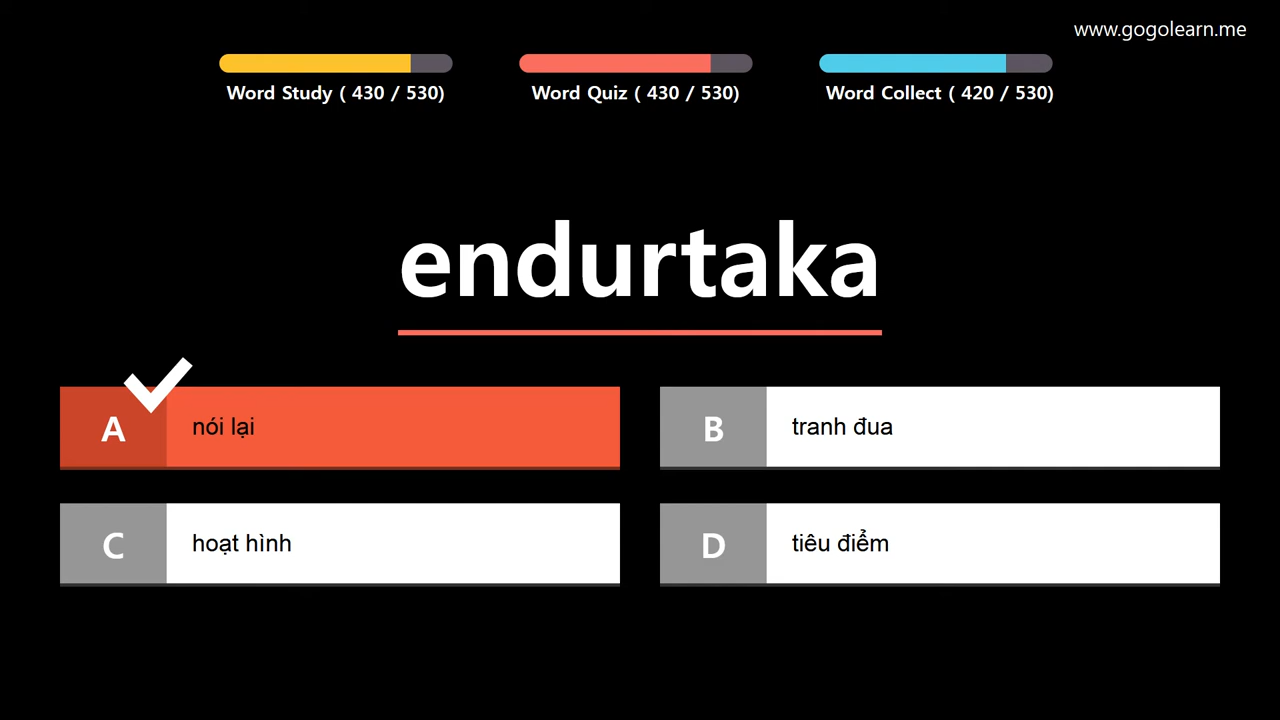 www.gogolearn.me
Word Study ( 430 / 530)
Word Quiz ( 430 / 530)
Word Collect ( 420 / 530)
endurtaka
A nói lại
B tranh đua
C hoạt hình
D tiêu điểm